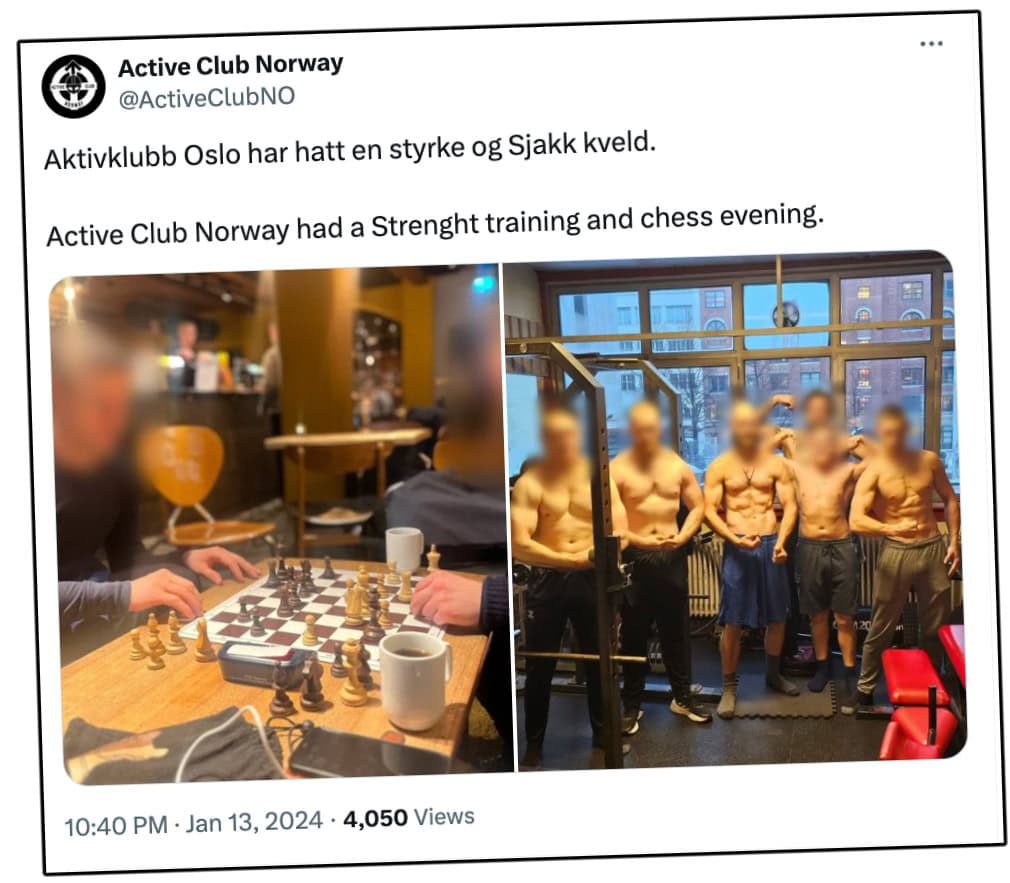 Active Club Norway
@ActiveClubNO
Aktivklubb Oslo har hatt en styrke og Sjakk kveld.
Active Club Norway had a Strenght training and chess evening.
10:40 PM · Jan 13, 2024 · 4,050 Views